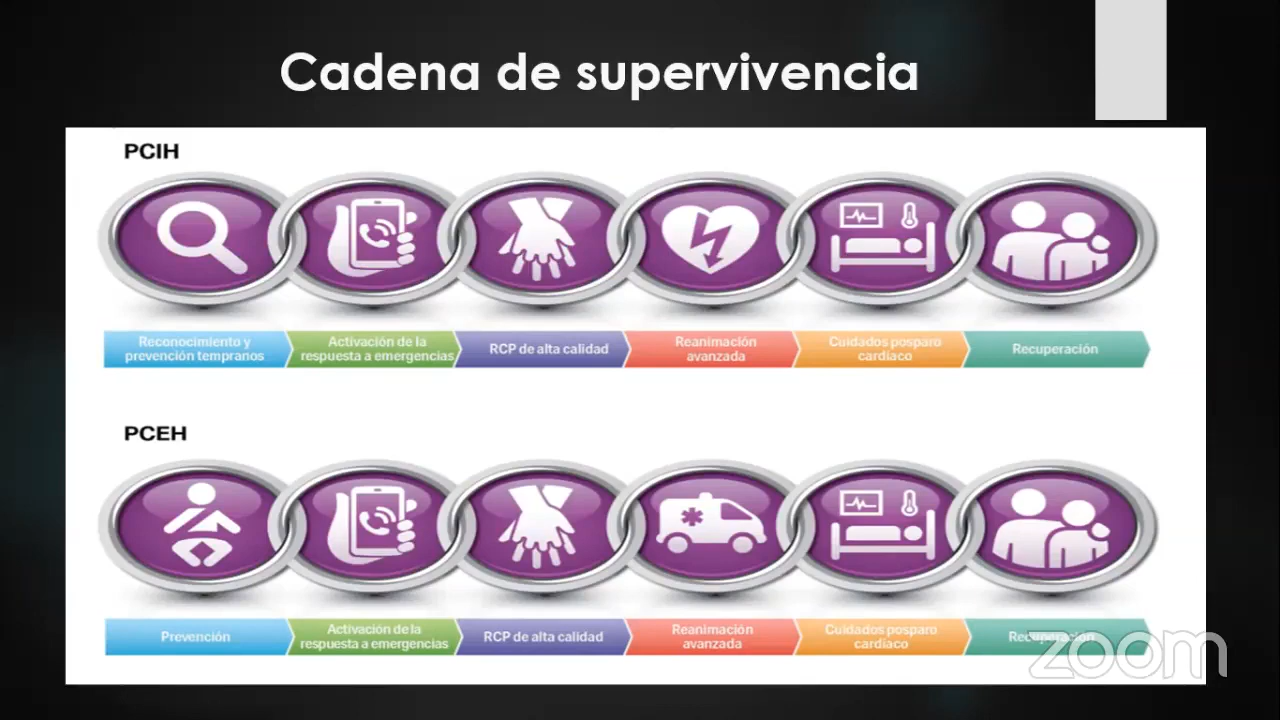 Cadena de supervivencia
PCIH
Reconocimiento y
prevención tempranos
Activación de la
respuesta a emergencias
RCP de alta calidad
Reanimación
avanzada
Cuidados posparo
cardíaco
Recuperación
PCEH
Prevención
Activación de la
respuesta a emergencias
RCP de alta calidad
Reanimación
avanzada
Cuidados posparo
cardíaco
Recuperación
zoom